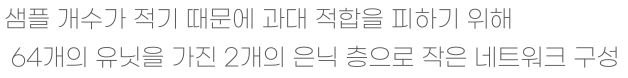 샘플 개수가 적기 때문에 과대 적합을 피하기 위해
64개의 유닛을 가진 2개의 은닉 층으로 작은 네트워크 구성